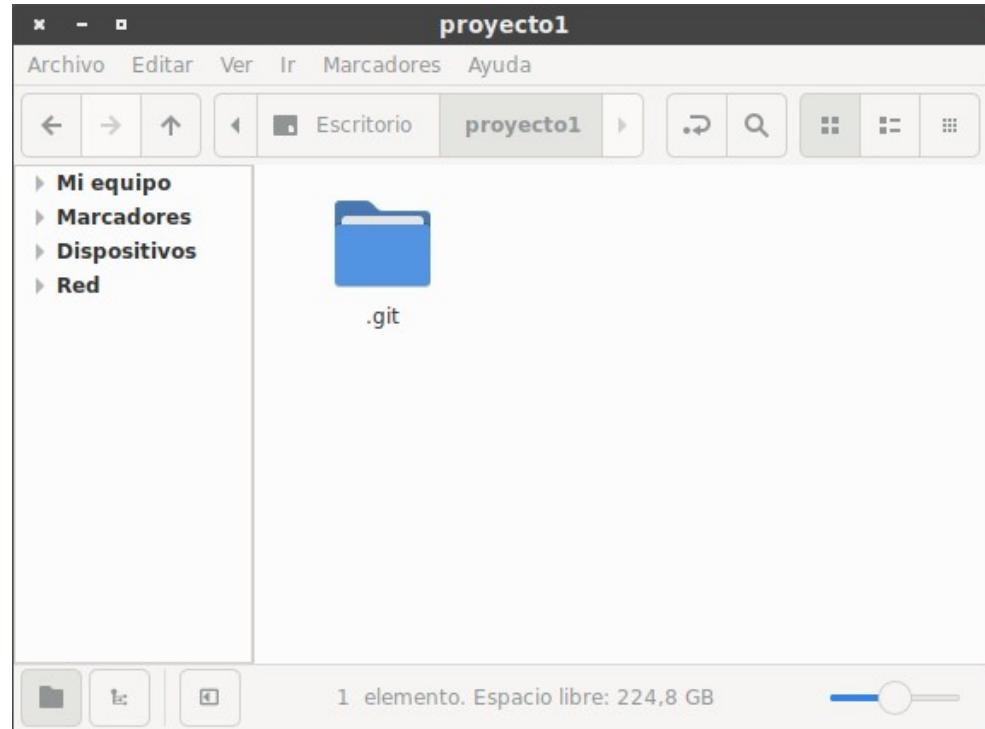 proyecto1
Archivo Editar Ver Ir Marcadores Ayuda
Escritorio proyecto1
Mi equipo
Marcadores
Dispositivos
Red
.git
1 elemento. Espacio libre: 224,8 GB